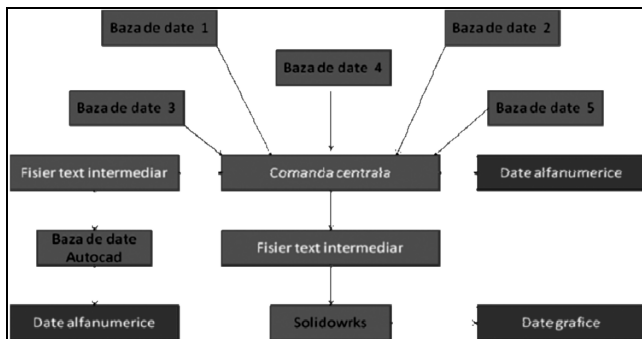 Baza de date 1
Baza de date 2
Baza de date 4
Baza de date 3
Baza de date 5
Fisier text intermediar
Comanda centrala
Date alfanumerice
Baza de date
Autocad
Fisier text intermediar
Date alfanumerice
Solidowrks
Date grafice